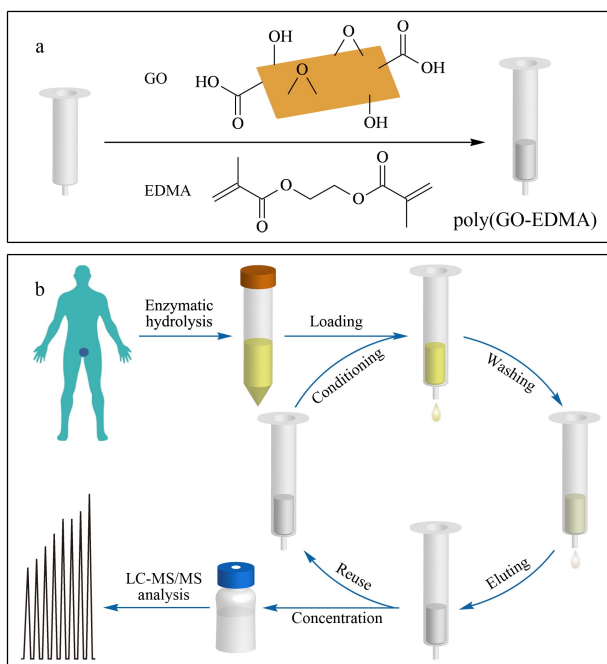 a
OH
O
O
GO
HO
O
O
OH
OH
EDMA
O
O
O
O
poly(GO-EDMA)
b
Enzymatic
hydrolysis
Loading
Conditioning
Washing
Eluting
Reuse
LC-MS/MS
analysis
Concentration